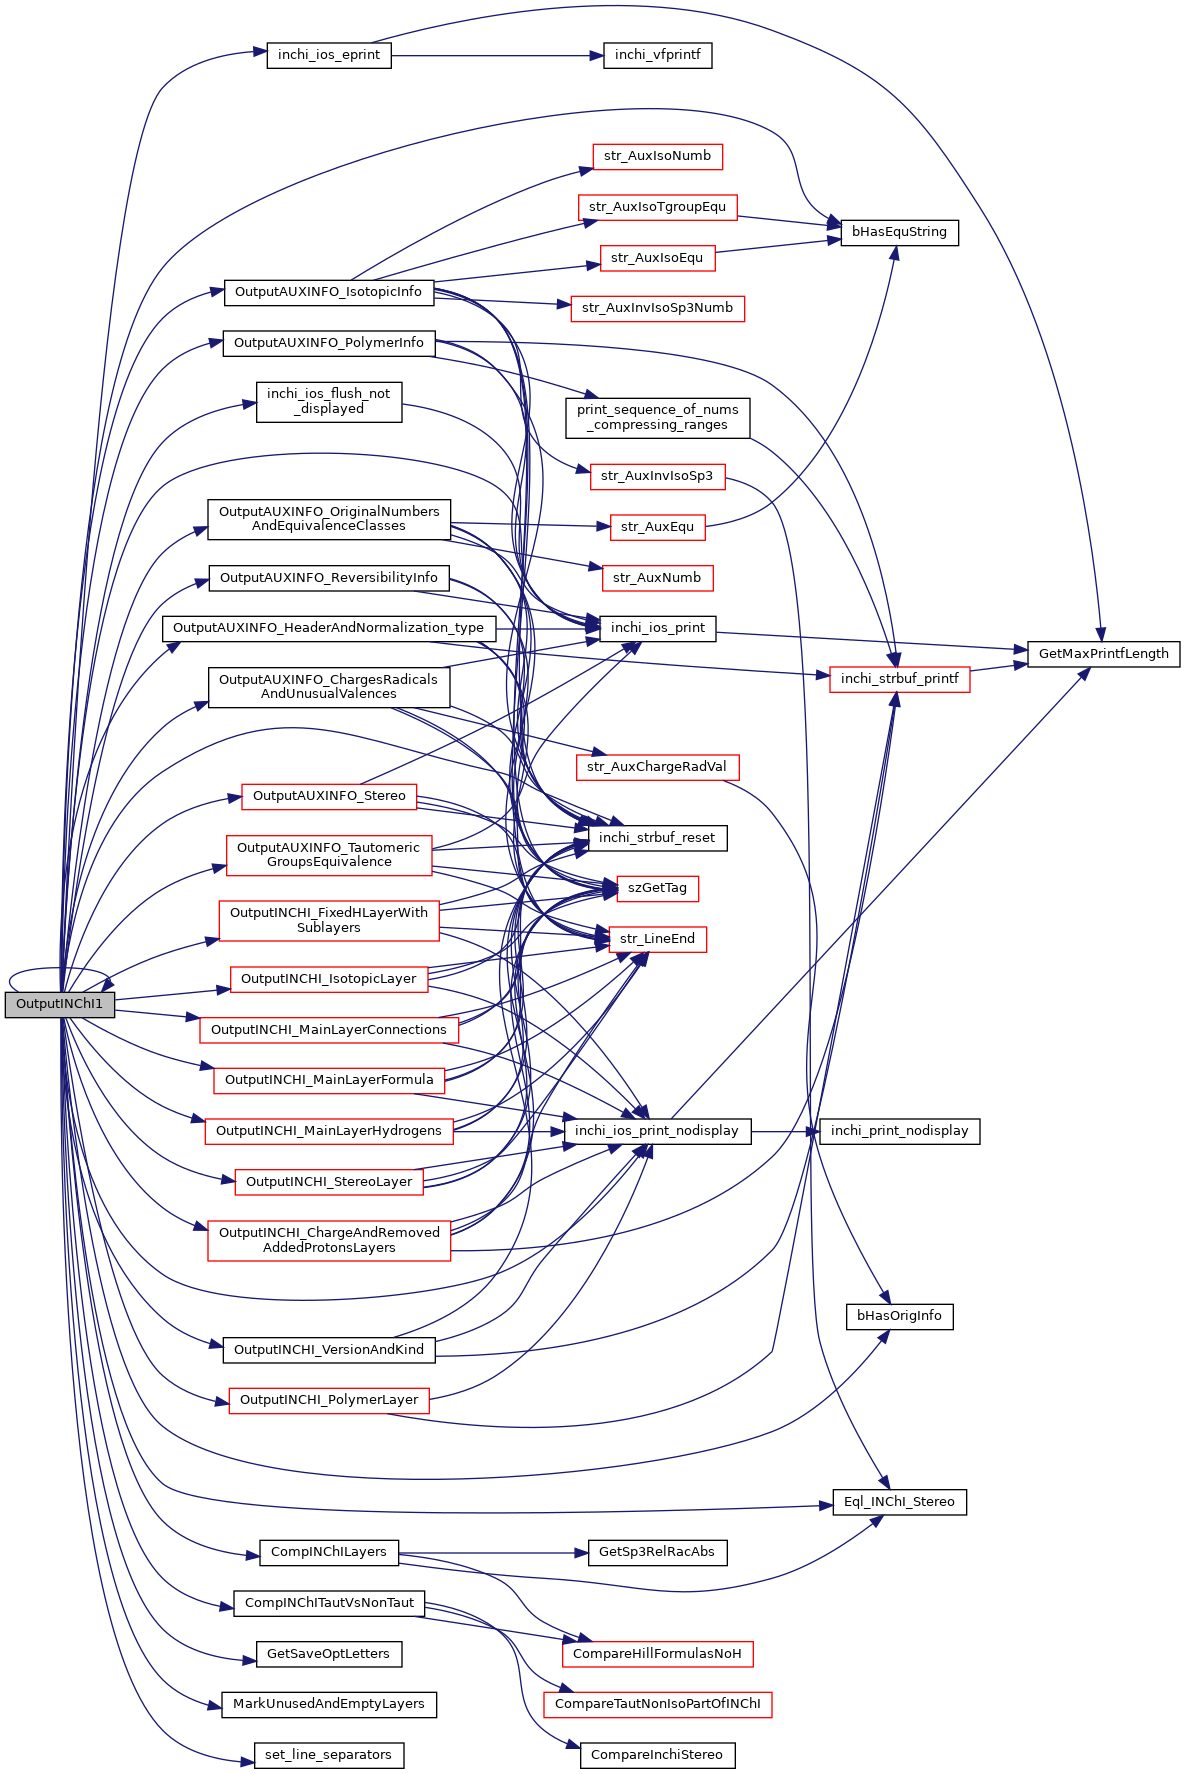 inchi_ios_eprint
inchi_vfprintf
str_AuxIsoNumb
str_AuxIsoTgroupEqu
bHasEquString
str_AuxIsoEqu
OutputAUXINFO_IsotopicInfo
str_AuxInvIsoSp3Numb
OutputAUXINFO_PolymerInfo
inchi_ios_flush_not
_displayed
print_sequence_of_nums
_compressing_ranges
str_AuxInvIsoSp3
OutputAUXINFO_OriginalNumbers
AndEquivalenceClasses
str_AuxEqu
OutputAUXINFO_ReversibilityInfo
str_AuxNumb
OutputAUXINFO_HeaderAndNormalization_type
inchi_ios_print
GetMaxPrintfLength
OutputAUXINFO_ChargesRadicals
AndUnusualValences
inchi_strbuf_printf
str_AuxChargeRadVal
OutputAUXINFO_Stereo
inchi_strbuf_reset
OutputAUXINFO_Tautomeric
GroupsEquivalence
szGetTag
OutputINCHI_FixedHLayerWith
Sublayers
str_LineEnd
OutputINCHI_IsotopicLayer
OutputINChI1
OutputINCHI_MainLayerConnections
OutputINCHI_MainLayerFormula
OutputINCHI_MainLayerHydrogens
inchi_ios_print_nodisplay
inchi_print_nodisplay
OutputINCHI_StereoLayer
OutputINCHI_ChargeAndRemoved
AddedProtonsLayers
bHasOrigInfo
OutputINCHI_VersionAndKind
OutputINCHI_PolymerLayer
Eql_INChI_Stereo
CompINChILayers
GetSp3RelRacAbs
CompINChITautVsNonTaut
GetSaveOptLetters
CompareHillFormulasNoH
MarkUnusedAndEmptyLayers
CompareTautNonIsoPartOfINChI
set_line_separators
CompareInchiStereo